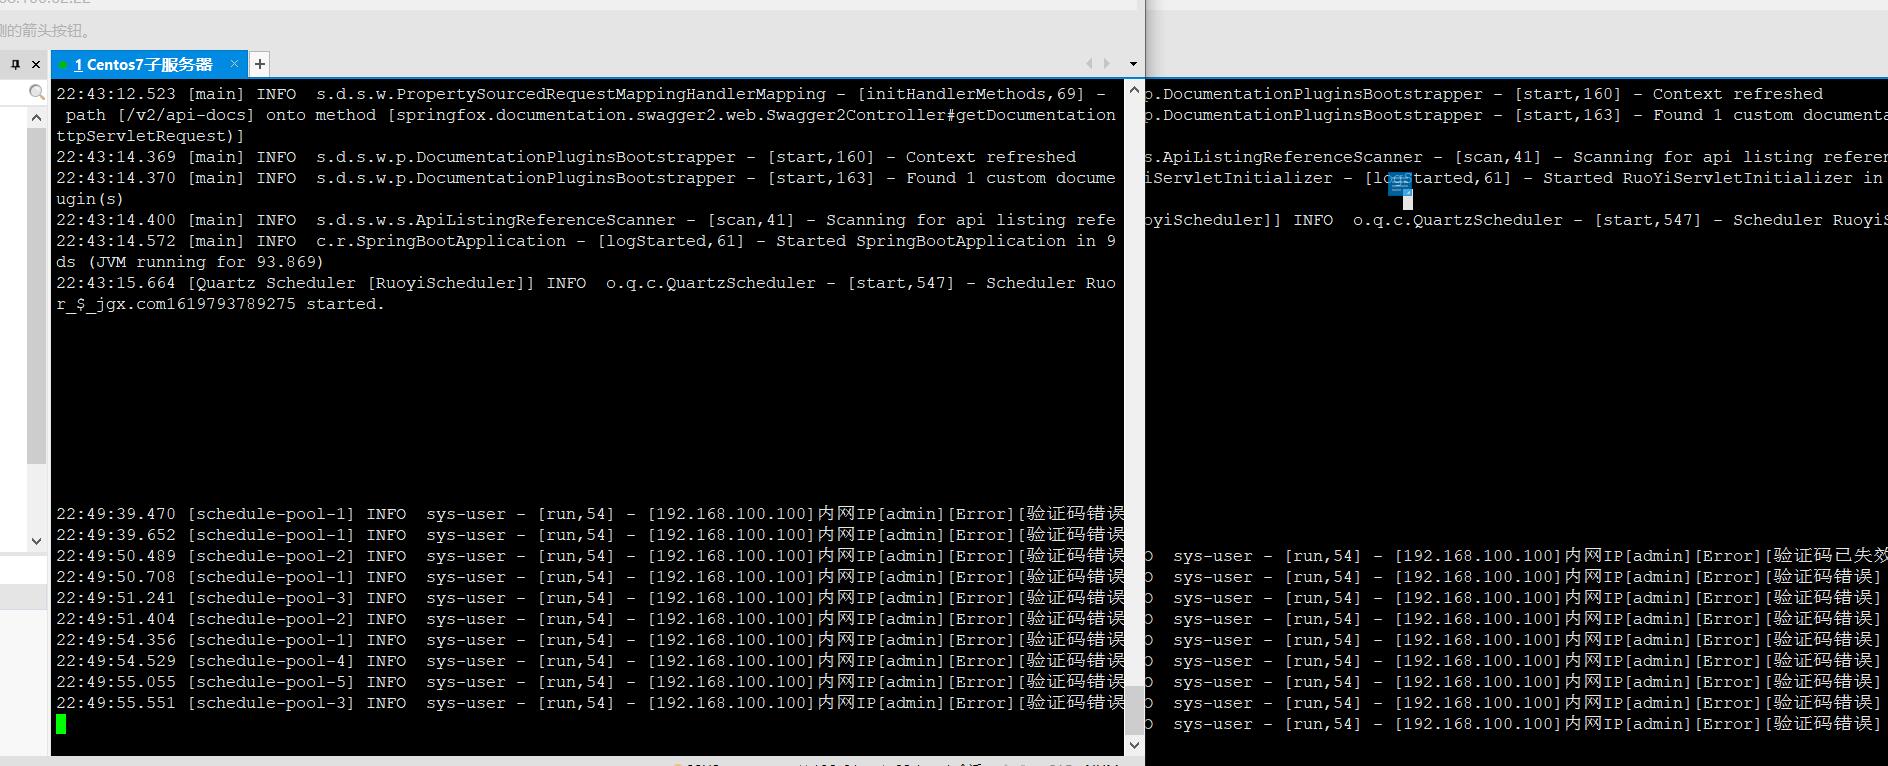 侧的箭头按钮。
1 Centos7子服务器 × +
22:43:12.523 [main] INFO  s.d.s.w.PropertySourcedRequestMappingHandlerMapping - [initHandlerMethods,69] -
 path [/v2/api-docs] onto method [springfox.documentation.swagger2.web.Swagger2Controller#getDocumentation
ttpServletRequest)]
22:43:14.369 [main] INFO  s.d.s.w.p.DocumentationPluginsBootstrapper - [start,160] - Context refreshed
22:43:14.370 [main] INFO  s.d.s.w.p.DocumentationPluginsBootstrapper - [start,163] - Found 1 custom docume
ugin(s)
22:43:14.400 [main] INFO  s.d.s.w.s.ApiListingReferenceScanner - [scan,41] - Scanning for api listing refe
22:43:14.572 [main] INFO  c.r.SpringBootApplication - [logStarted,61] - Started SpringBootApplication in 9
ds (JVM running for 93.869)
22:43:15.664 [Quartz Scheduler [RuoyiScheduler]] INFO  o.q.c.QuartzScheduler - [start,547] - Scheduler Ruo
r_$_jgx.com1619793789275 started.
22:49:39.470 [schedule-pool-1] INFO  sys-user - [run,54] - [192.168.100.100]内网IP[admin][Error][验证码错误
22:49:39.652 [schedule-pool-1] INFO  sys-user - [run,54] - [192.168.100.100]内网IP[admin][Error][验证码错误
22:49:50.489 [schedule-pool-2] INFO  sys-user - [run,54] - [192.168.100.100]内网IP[admin][Error][验证码错误
22:49:50.708 [schedule-pool-1] INFO  sys-user - [run,54] - [192.168.100.100]内网IP[admin][Error][验证码错误
22:49:51.241 [schedule-pool-3] INFO  sys-user - [run,54] - [192.168.100.100]内网IP[admin][Error][验证码错误
22:49:51.404 [schedule-pool-2] INFO  sys-user - [run,54] - [192.168.100.100]内网IP[admin][Error][验证码错误
22:49:54.356 [schedule-pool-1] INFO  sys-user - [run,54] - [192.168.100.100]内网IP[admin][Error][验证码错误
22:49:54.529 [schedule-pool-4] INFO  sys-user - [run,54] - [192.168.100.100]内网IP[admin][Error][验证码错误
22:49:55.055 [schedule-pool-5] INFO  sys-user - [run,54] - [192.168.100.100]内网IP[admin][Error][验证码错误
22:49:55.551 [schedule-pool-3] INFO  sys-user - [run,54] - [192.168.100.100]内网IP[admin][Error][验证码错误
p.DocumentationPluginsBootstrapper - [start,160] - Context refreshed
p.DocumentationPluginsBootstrapper - [start,163] - Found 1 custom documenta
s.ApiListingReferenceScanner - [scan,41] - Scanning for api listing referen
iServletInitializer - [logStarted,61] - Started RuoYiServletInitializer in
oyiScheduler]] INFO  o.q.c.QuartzScheduler - [start,547] - Scheduler RuoyiS
O  sys-user - [run,54] - [192.168.100.100]内网IP[admin][Error][验证码已失效
O  sys-user - [run,54] - [192.168.100.100]内网IP[admin][Error][验证码错误]
O  sys-user - [run,54] - [192.168.100.100]内网IP[admin][Error][验证码错误]
O  sys-user - [run,54] - [192.168.100.100]内网IP[admin][Error][验证码错误]
O  sys-user - [run,54] - [192.168.100.100]内网IP[admin][Error][验证码错误]
O  sys-user - [run,54] - [192.168.100.100]内网IP[admin][Error][验证码错误]
O  sys-user - [run,54] - [192.168.100.100]内网IP[admin][Error][验证码错误]
O  sys-user - [run,54] - [192.168.100.100]内网IP[admin][Error][验证码错误]
O  sys-user - [run,54] - [192.168.100.100]内网IP[admin][Error][验证码错误]